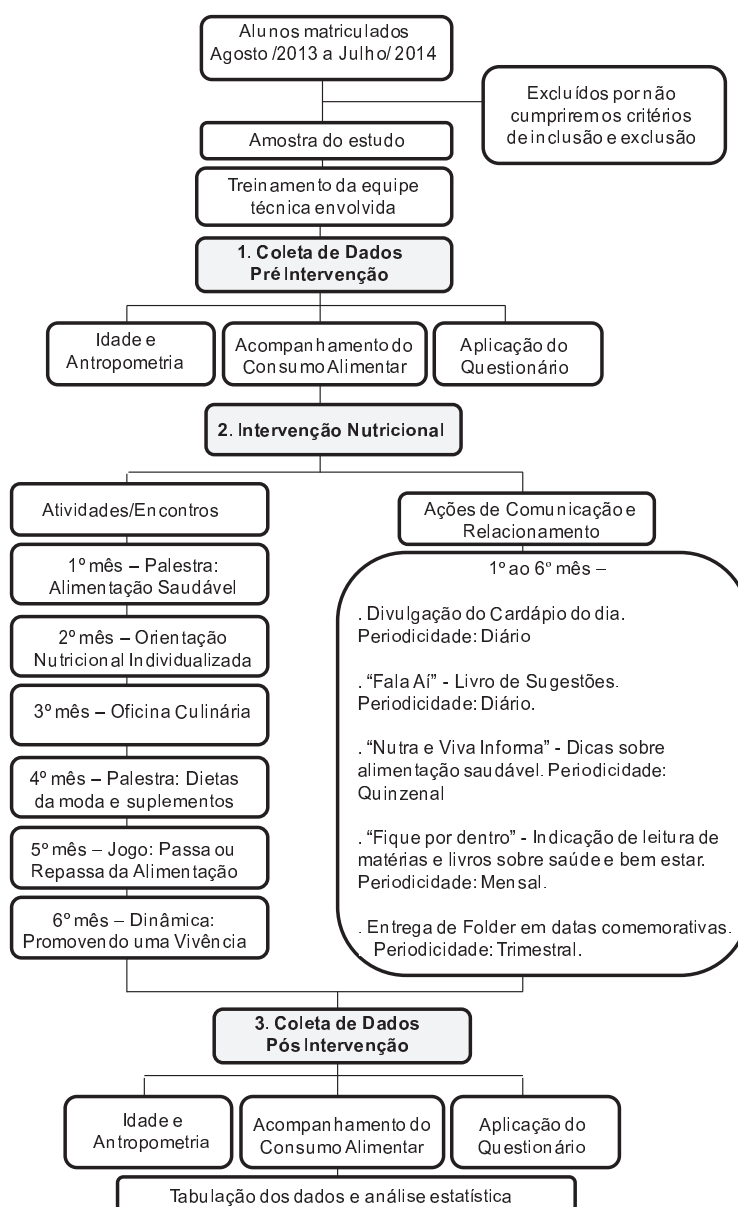 Alunos matriculados
Agosto /2013 a Julho/ 2014
Excluídos por não
cumprirem os critérios
de inclusão e exclusão
Amostra do estudo
Treinamento da equipe
técnica envolvida
1. Coleta de Dados
Pré Intervenção
Idade e
Antropometria
Acompanhamento do
Consumo Alimentar
Aplicação do
Questionário
2. Intervenção Nutricional
Atividades/Encontros
1º mês – Palestra:
Alimentação Saudável
2º mês – Orientação
Nutricional Individualizada
3º mês – Oficina Culinária
4º mês – Palestra: Dietas
da moda e suplementos
5º mês – Jogo: Passa ou
Repassa da Alimentação
6º mês – Dinâmica:
Promovendo uma Vivência
Ações de Comunicação e
Relacionamento
1º ao 6º mês –
. Divulgação do Cardápio do dia.
Periodicidade: Diário
. “Fala Aí” - Livro de Sugestões.
Periodicidade: Diário.
. “Nutra e Viva Informa” - Dicas sobre
alimentação saudável. Periodicidade:
Quinzenal
. “Fique por dentro” - Indicação de leitura de
matérias e livros sobre saúde e bem estar.
Periodicidade: Mensal.
. Entrega de Folder em datas comemorativas.
. Periodicidade: Trimestral.
3. Coleta de Dados
Pós Intervenção
Idade e
Antropometria
Acompanhamento do
Consumo Alimentar
Aplicação do
Questionário
Tabulação dos dados e análise estatística